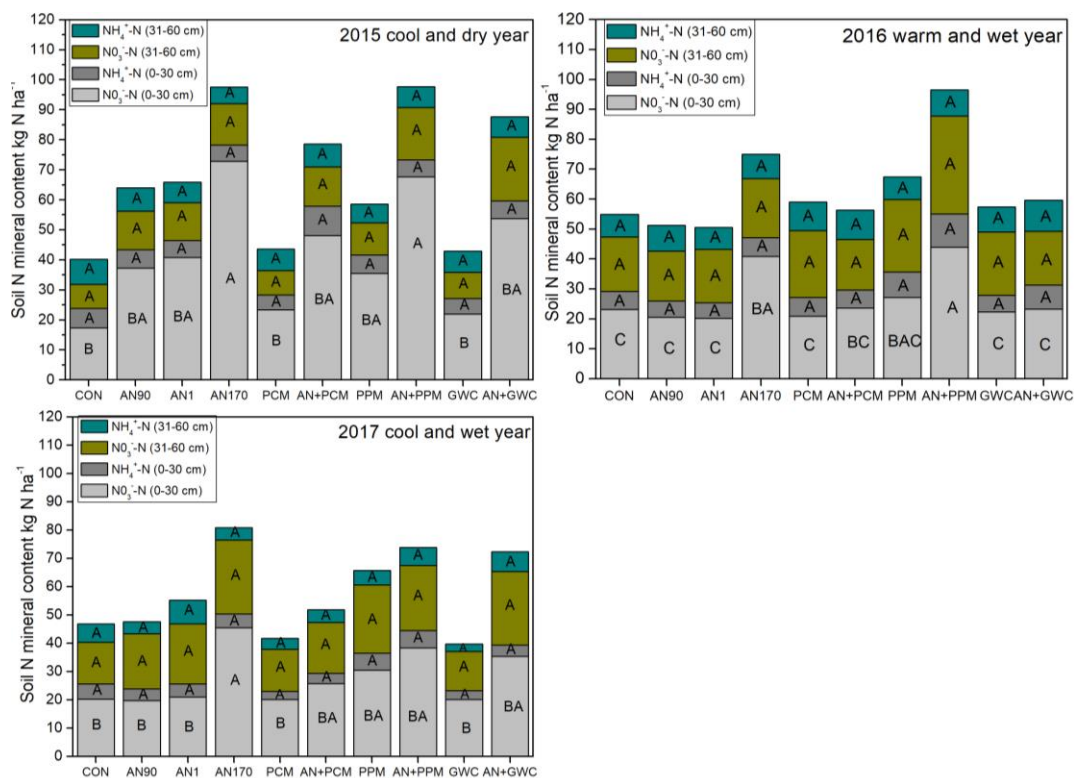 Soil N mineral content kg N ha⁻¹
120
110
100
90
80
70
60
50
40
30
20
10
0
NH₄⁺-N (31-60 cm)
N0₃⁻-N (31-60 cm)
NH₄⁺-N (0-30 cm)
N0₃⁻-N (0-30 cm)
2015 cool and dry year
A A A A A A A A A A
A A A A A A A A A A
A A A A A A A A A A
B BA BA A B BA BA A B BA
CON AN90 AN1 AN170 PCM AN+PCM PPM AN+PPM GWC AN+GWC
Soil N mineral content kg N ha⁻¹
120
110
100
90
80
70
60
50
40
30
20
10
0
NH₄⁺-N (31-60 cm)
N0₃⁻-N (31-60 cm)
NH₄⁺-N (0-30 cm)
N0₃⁻-N (0-30 cm)
2016 warm and wet year
A A A A A A A A A A
A A A A A A A A A A
A A A A A A A A A A
C C C BA C BC BAC A C C
CON AN90 AN1 AN170 PCM AN+PCM PPM AN+PPM GWC AN+GWC
Soil N mineral content kg N ha⁻¹
120
110
100
90
80
70
60
50
40
30
20
10
0
NH₄⁺-N (31-60 cm)
N0₃⁻-N (31-60 cm)
NH₄⁺-N (0-30 cm)
N0₃⁻-N (0-30 cm)
2017 cool and wet year
A A A A A A A A A A
A A A A A A A A A A
A A A A A A A A A A
B B B A B BA BA BA B BA
CON AN90 AN1 AN170 PCM AN+PCM PPM AN+PPM GWC AN+GWC